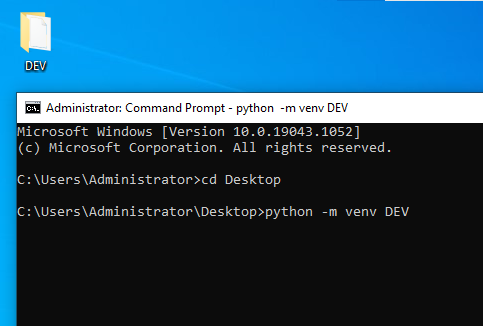 DEV
Administrator: Command Prompt - python  -m venv DEV
Microsoft Windows [Version 10.0.19043.1052]
(c) Microsoft Corporation. All rights reserved.
C:\Users\Administrator>cd Desktop
C:\Users\Administrator\Desktop>python -m venv DEV